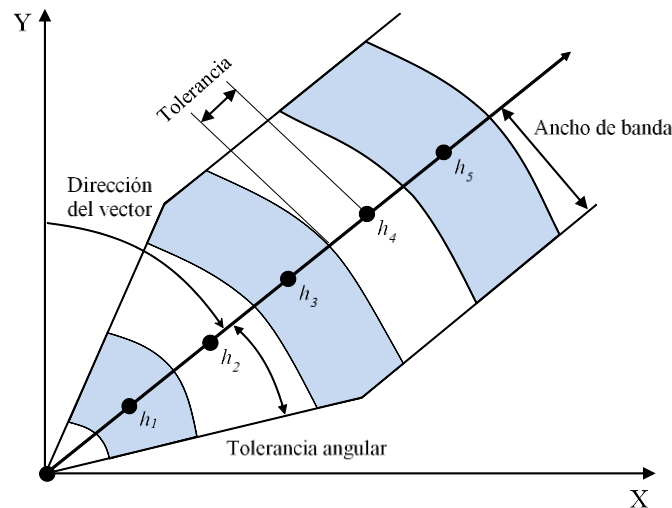 Y
Tolerancia
Ancho de banda
h5
Dirección
del vector
h4
h3
h2
h1
Tolerancia angular
X